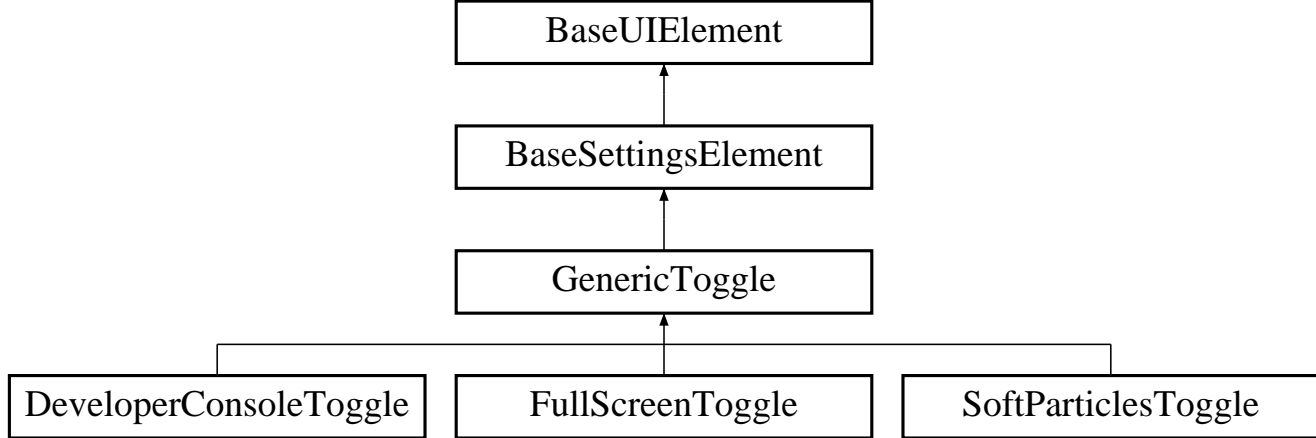 BaseUIElement
BaseSettingsElement
GenericToggle
DeveloperConsoleToggle
FullScreenToggle
SoftParticlesToggle